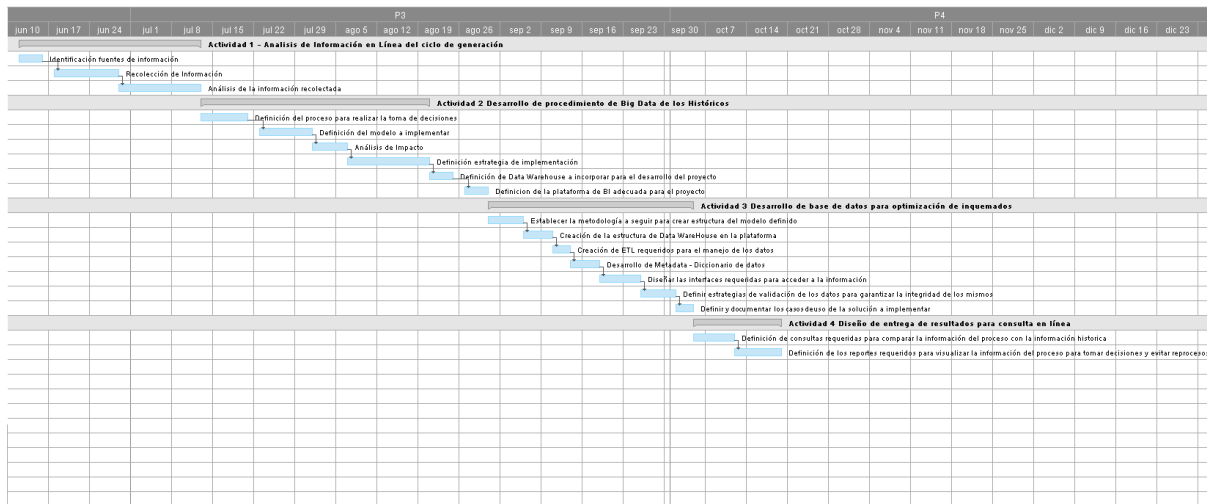 P3 P4
jun 10 jun 17 jun 24 jul 1 jul 8 jul 15 jul 22 jul 29 ago 5 ago 12 ago 19 ago 26 sep 2 sep 9 sep 16 sep 23 sep 30 oct 7 oct 14 oct 21 oct 28 nov 4 nov 11 nov 18 nov 25 dic 2 dic 9 dic 16 dic 23
Actividad 1 - Analisis de Información en Línea del ciclo de generación
Identificación fuentes de información
Recolección de Información
Análisis de la información recolectada
Actividad 2 Desarrollo de procedimiento de Big Data de los Históricos
Definición del proceso para realizar la toma de decisiones
Definición del modelo a implementar
Análisis de Impacto
Definición estrategia de implementación
Definición de Data Warehouse a incorporar para el desarrollo del proyecto
Definicion de la plataforma de BI adecuada para el proyecto
Actividad 3 Desarrollo de base de datos para optimización de inquemados
Establecer la metodología a seguir para crear estructura del modelo definido
Creación de la estructura de Data WareHouse en la plataforma
Creación de ETL requeridos para el manejo de los datos
Desarrollo de Metadata - Diccionario de datos
Diseñar las interfaces requeridas para acceder a la información
Definir estrategias de validación de los datos para garantizar la integridad de los mismos
Definir y documentar los casos de uso de la solución a implementar
Actividad 4 Diseño de entrega de resultados para consulta en línea
Definición de consultas requeridas para comparar la información del proceso con la información historica
Definición de los reportes requeridos para visualizar la información del proceso para tomar decisiones y evitar reprocesos